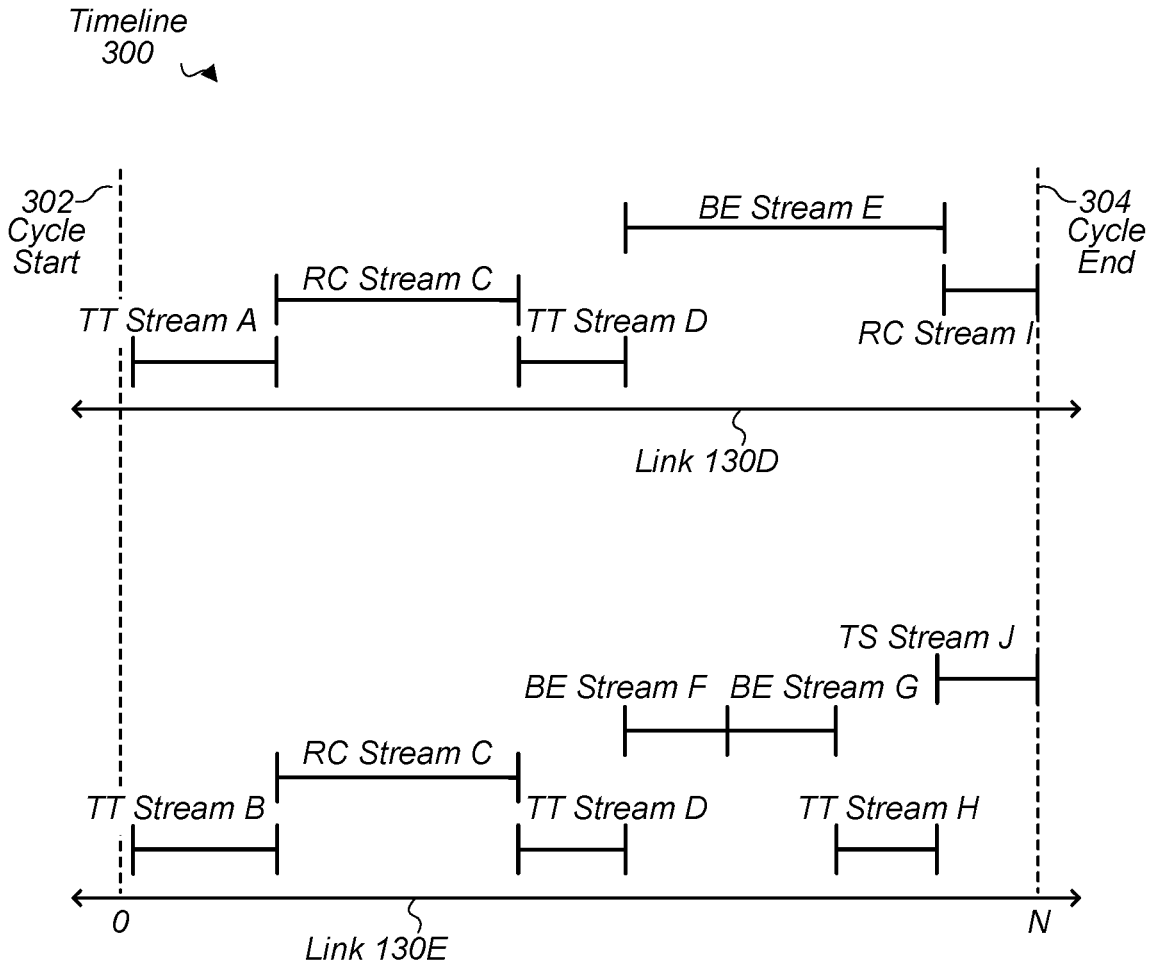 Timeline
300
302
Cycle
Start
304
Cycle
End
BE Stream E
RC Stream C
TT Stream A
TT Stream D
RC Stream I
Link 130D
TS Stream J
BE Stream F
BE Stream G
RC Stream C
TT Stream B
TT Stream D
TT Stream H
0
N
Link 130E